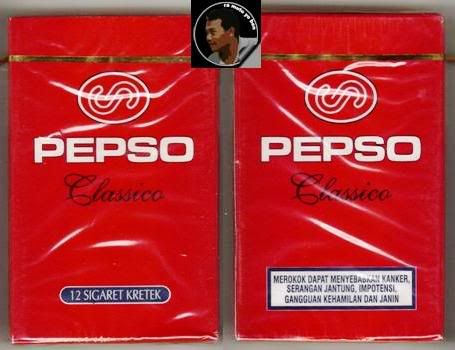 PEPSO
Classico
12 SIGARET KRETEK
PEPSO
Classico
MEROKOK DAPAT MENYEBABKAN KANKER,
SERANGAN JANTUNG, IMPOTENSI,
GANGGUAN KEHAMILAN DAN JANIN